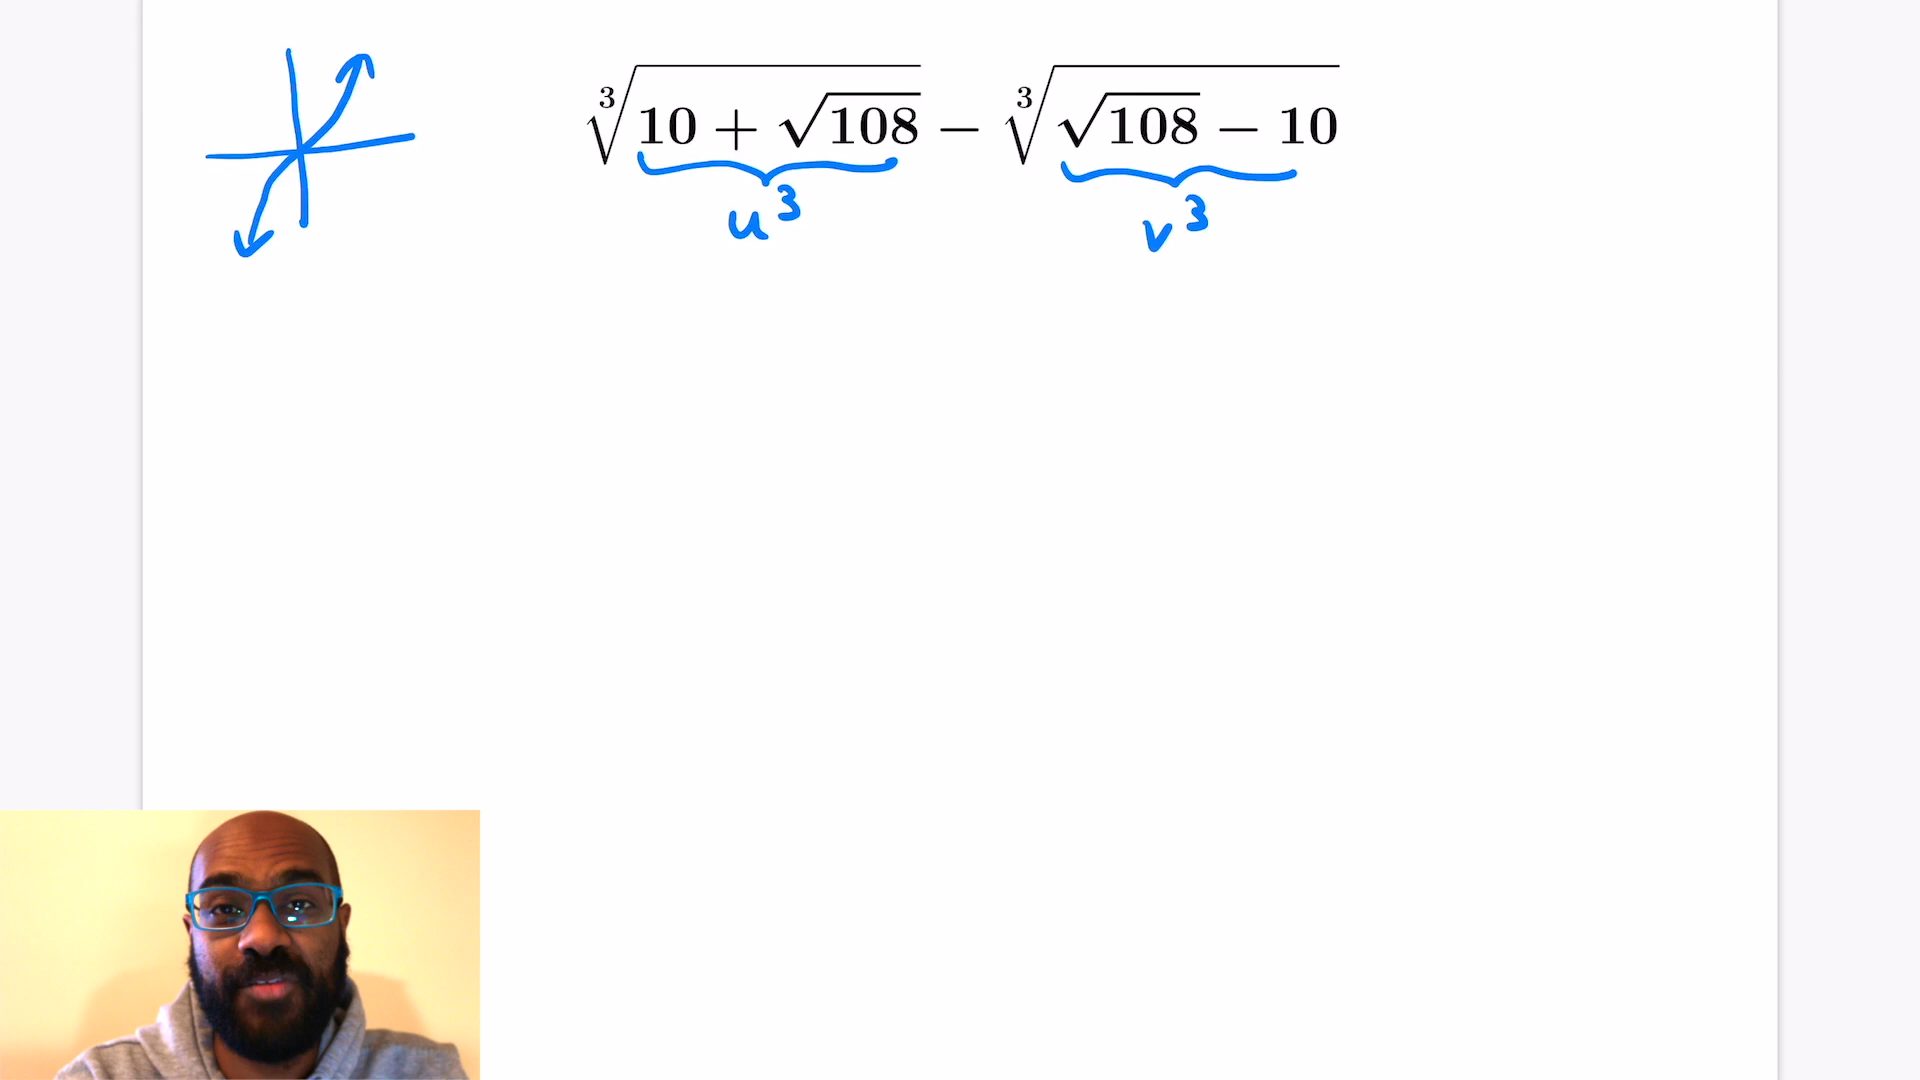 ∛(10 + √108) − ∛(√108 − 10)
u³ v³